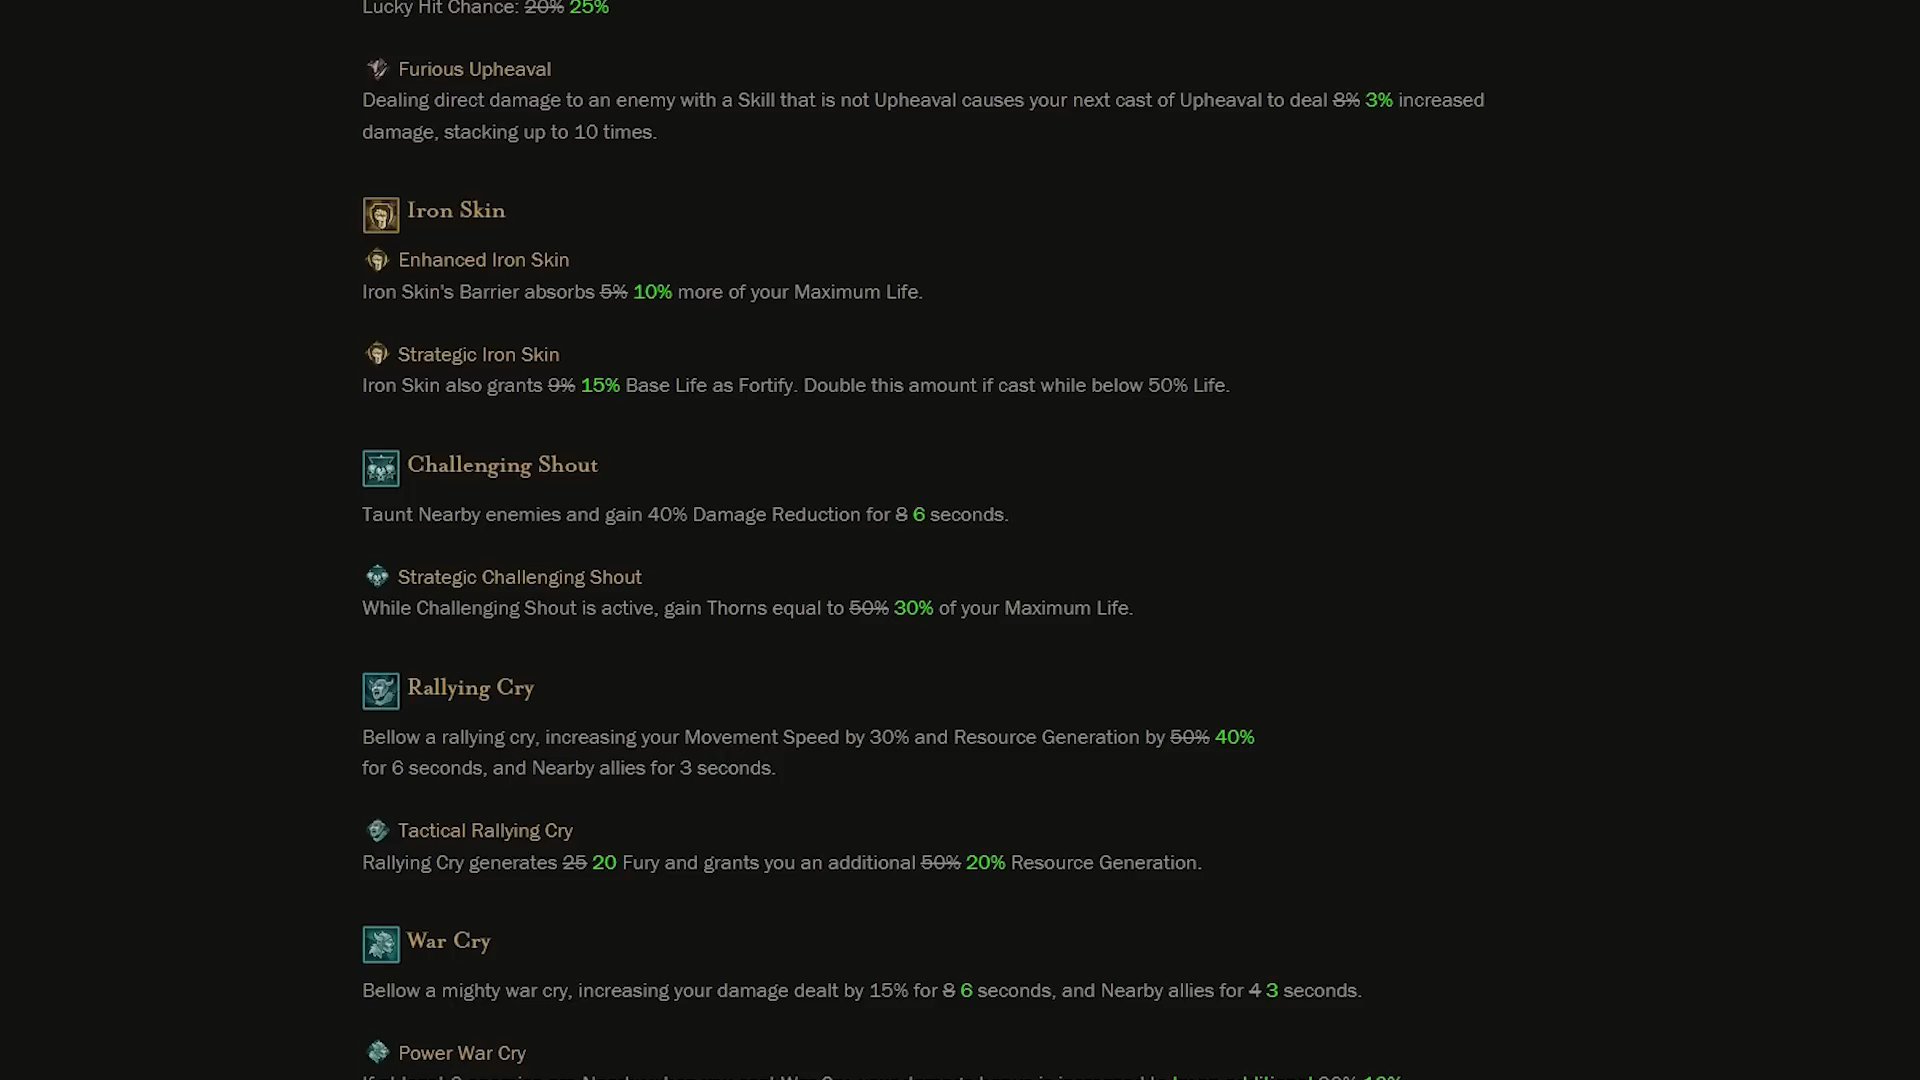 Lucky Hit Chance: 20% 25%
Furious Upheaval
Dealing direct damage to an enemy with a Skill that is not Upheaval causes your next cast of Upheaval to deal 8% 3% increased
damage, stacking up to 10 times.
Iron Skin
Enhanced Iron Skin
Iron Skin's Barrier absorbs 5% 10% more of your Maximum Life.
Strategic Iron Skin
Iron Skin also grants 9% 15% Base Life as Fortify. Double this amount if cast while below 50% Life.
Challenging Shout
Taunt Nearby enemies and gain 40% Damage Reduction for 8 6 seconds.
Strategic Challenging Shout
While Challenging Shout is active, gain Thorns equal to 50% 30% of your Maximum Life.
Rallying Cry
Bellow a rallying cry, increasing your Movement Speed by 30% and Resource Generation by 50% 40%
for 6 seconds, and Nearby allies for 3 seconds.
Tactical Rallying Cry
Rallying Cry generates 25 20 Fury and grants you an additional 50% 20% Resource Generation.
War Cry
Bellow a mighty war cry, increasing your damage dealt by 15% for 8 6 seconds, and Nearby allies for 4 3 seconds.
Power War Cry